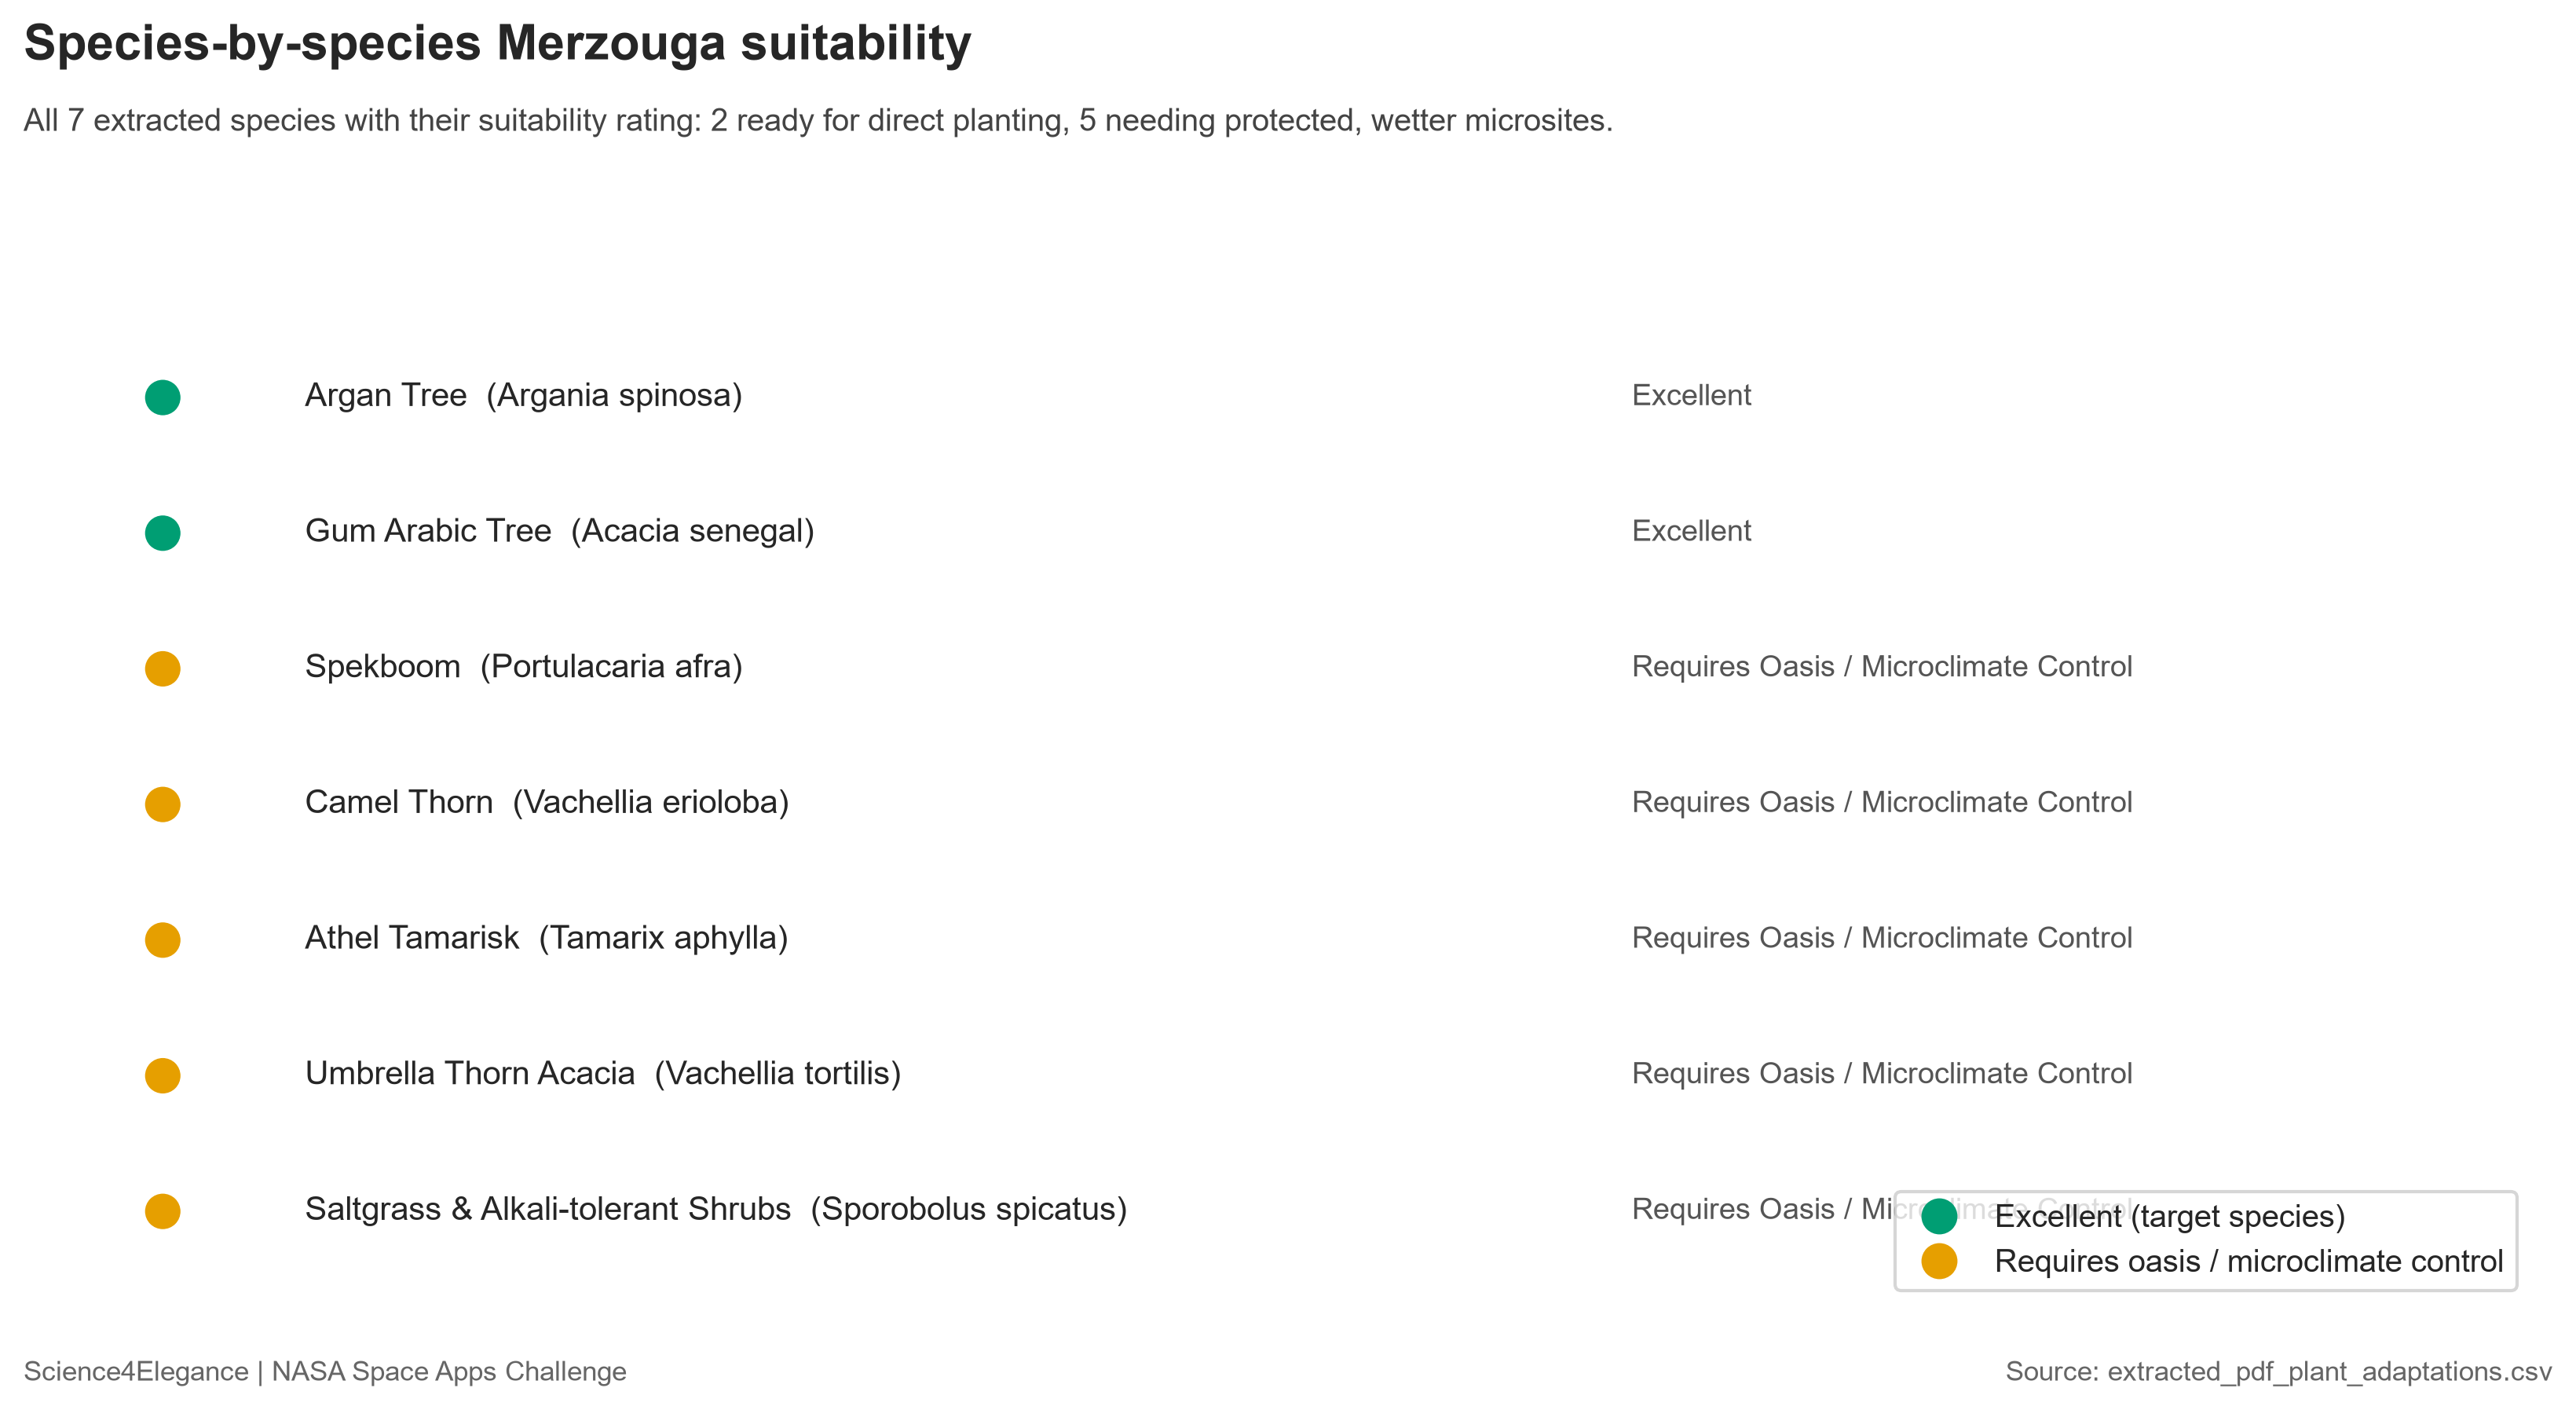 Species-by-species Merzouga suitability
All 7 extracted species with their suitability rating: 2 ready for direct planting, 5 needing protected, wetter microsites.
Argan Tree (Argania spinosa) Excellent
Gum Arabic Tree (Acacia senegal) Excellent
Spekboom (Portulacaria afra) Requires Oasis / Microclimate Control
Camel Thorn (Vachellia erioloba) Requires Oasis / Microclimate Control
Athel Tamarisk (Tamarix aphylla) Requires Oasis / Microclimate Control
Umbrella Thorn Acacia (Vachellia tortilis) Requires Oasis / Microclimate Control
Saltgrass & Alkali-tolerant Shrubs (Sporobolus spicatus) Requires Oasis / Microclimate Control
Excellent (target species)
Requires oasis / microclimate control
Science4Elegance | NASA Space Apps Challenge Source: extracted_pdf_plant_adaptations.csv